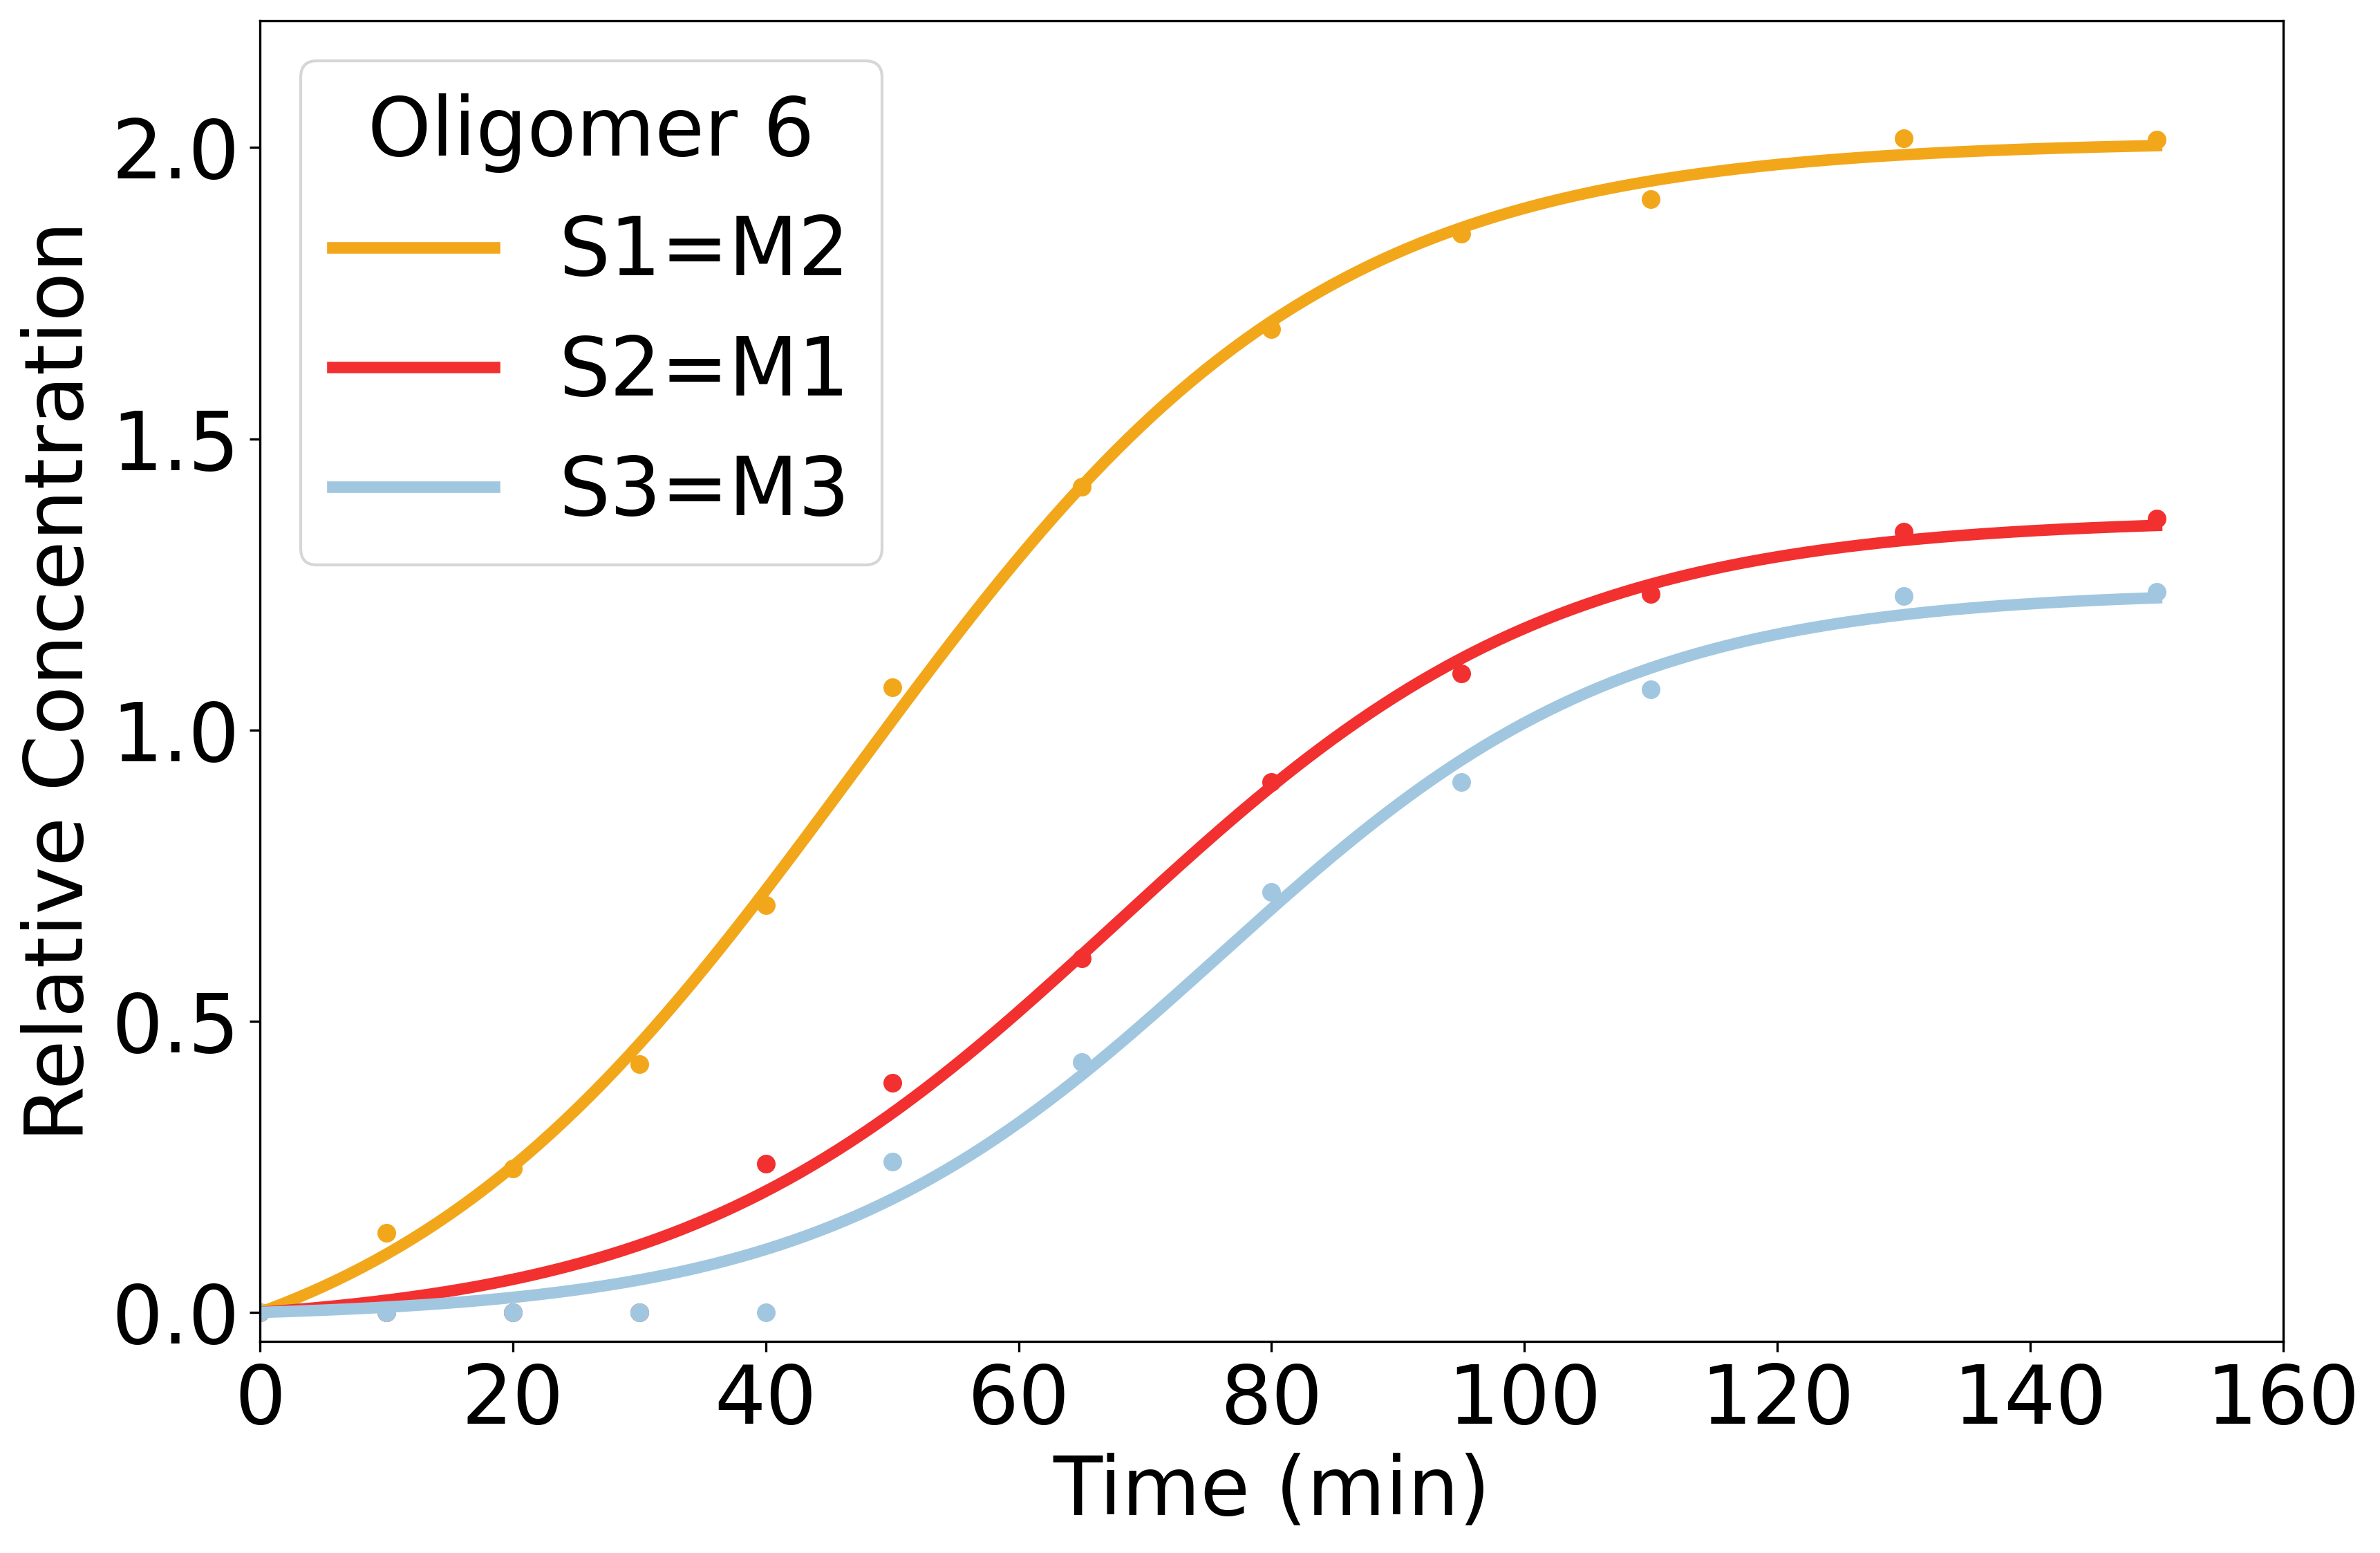 Oligomer 6
S1=M2
S2=M1
S3=M3
Relative Concentration
2.0
1.5
1.0
0.5
0.0
0 20 40 60 80 100 120 140 160
Time (min)